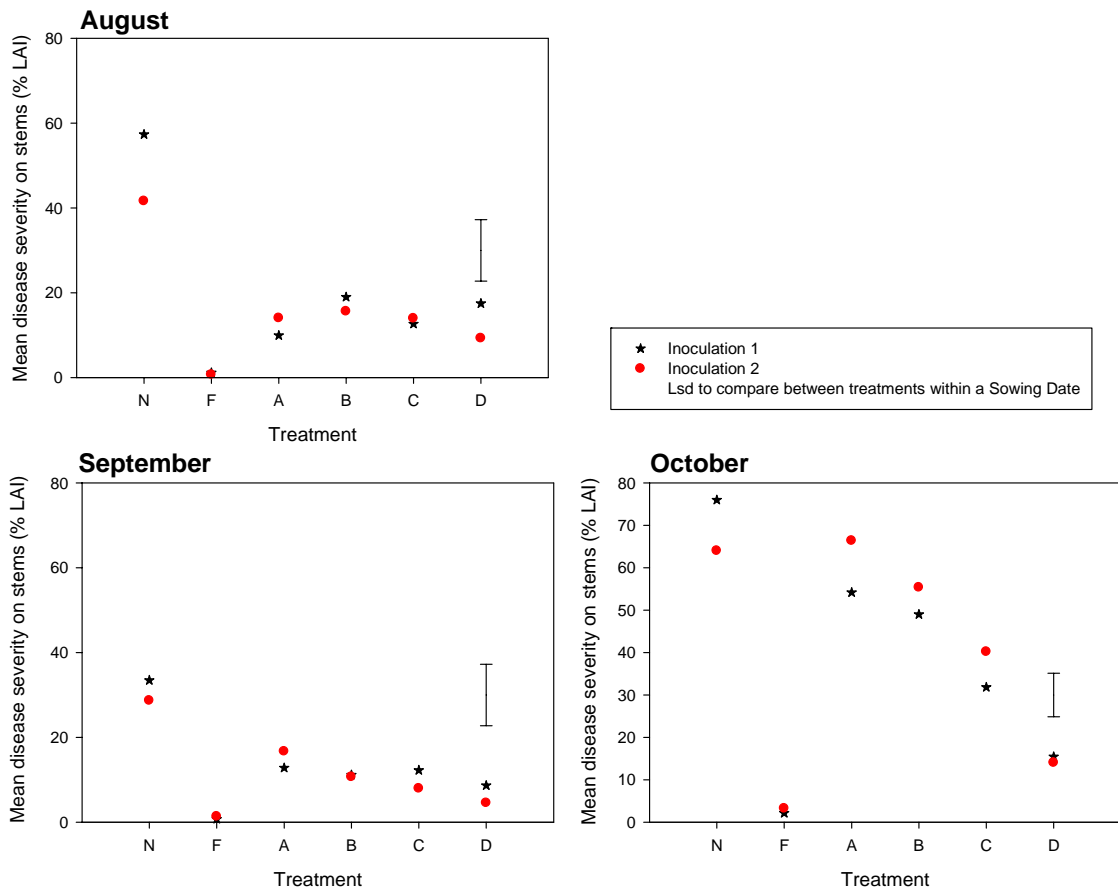 August
Mean disease severity on stems (% LAI)
80
60
40
20
0
N F A B C D
Treatment
Inoculation 1
Inoculation 2
Lsd to compare between treatments within a Sowing Date
September
Mean disease severity on stems (% LAI)
80
60
40
20
0
N F A B C D
Treatment
October
Mean disease severity on stems (% LAI)
80
70
60
50
40
30
20
10
0
N F A B C D
Treatment